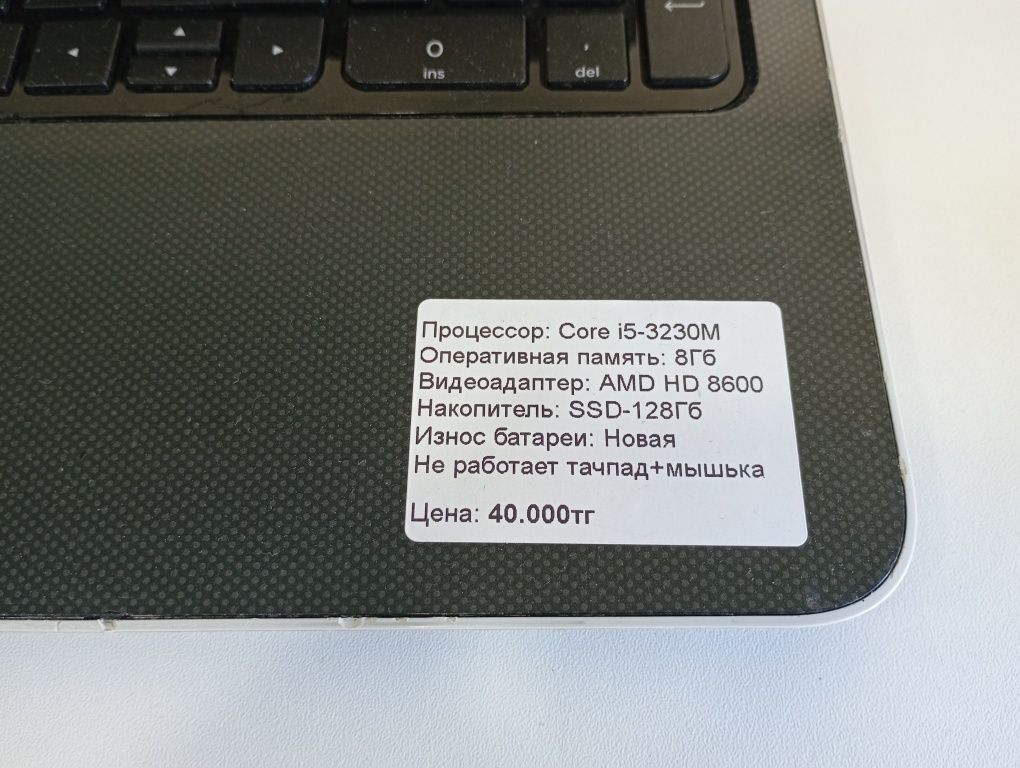 0
ins
,
del
Процессор: Core i5-3230M
Оперативная память: 8Гб
Видеоадаптер: AMD HD 8600
Накопитель: SSD-128Гб
Износ батареи: Новая
Не работает тачпад+мышька
Цена: 40.000тг